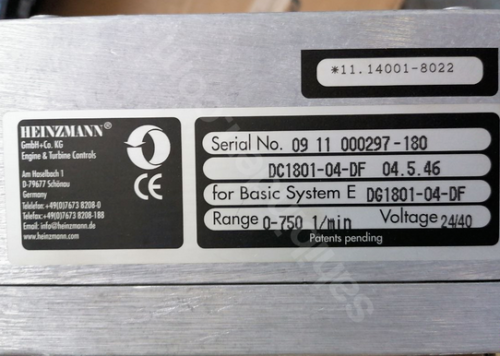 *11.14001-8022
HEINZMANN®
GmbH+Co. KG
Engine & Turbine Controls
Am Haselbach 1
D-79677 Schönau
Germany
Telefon: +49(0)7673 8208-0
Telefax: +49(0)7673 8208-188
Email: info@heinzmann.de
www.heinzmann.com
CE
Serial No. 09 11 000297-180
DC1801-04-DF 04.5.46
for Basic System E DG1801-04-DF
Range 0-750 1/min Voltage 24/40
Patents pending